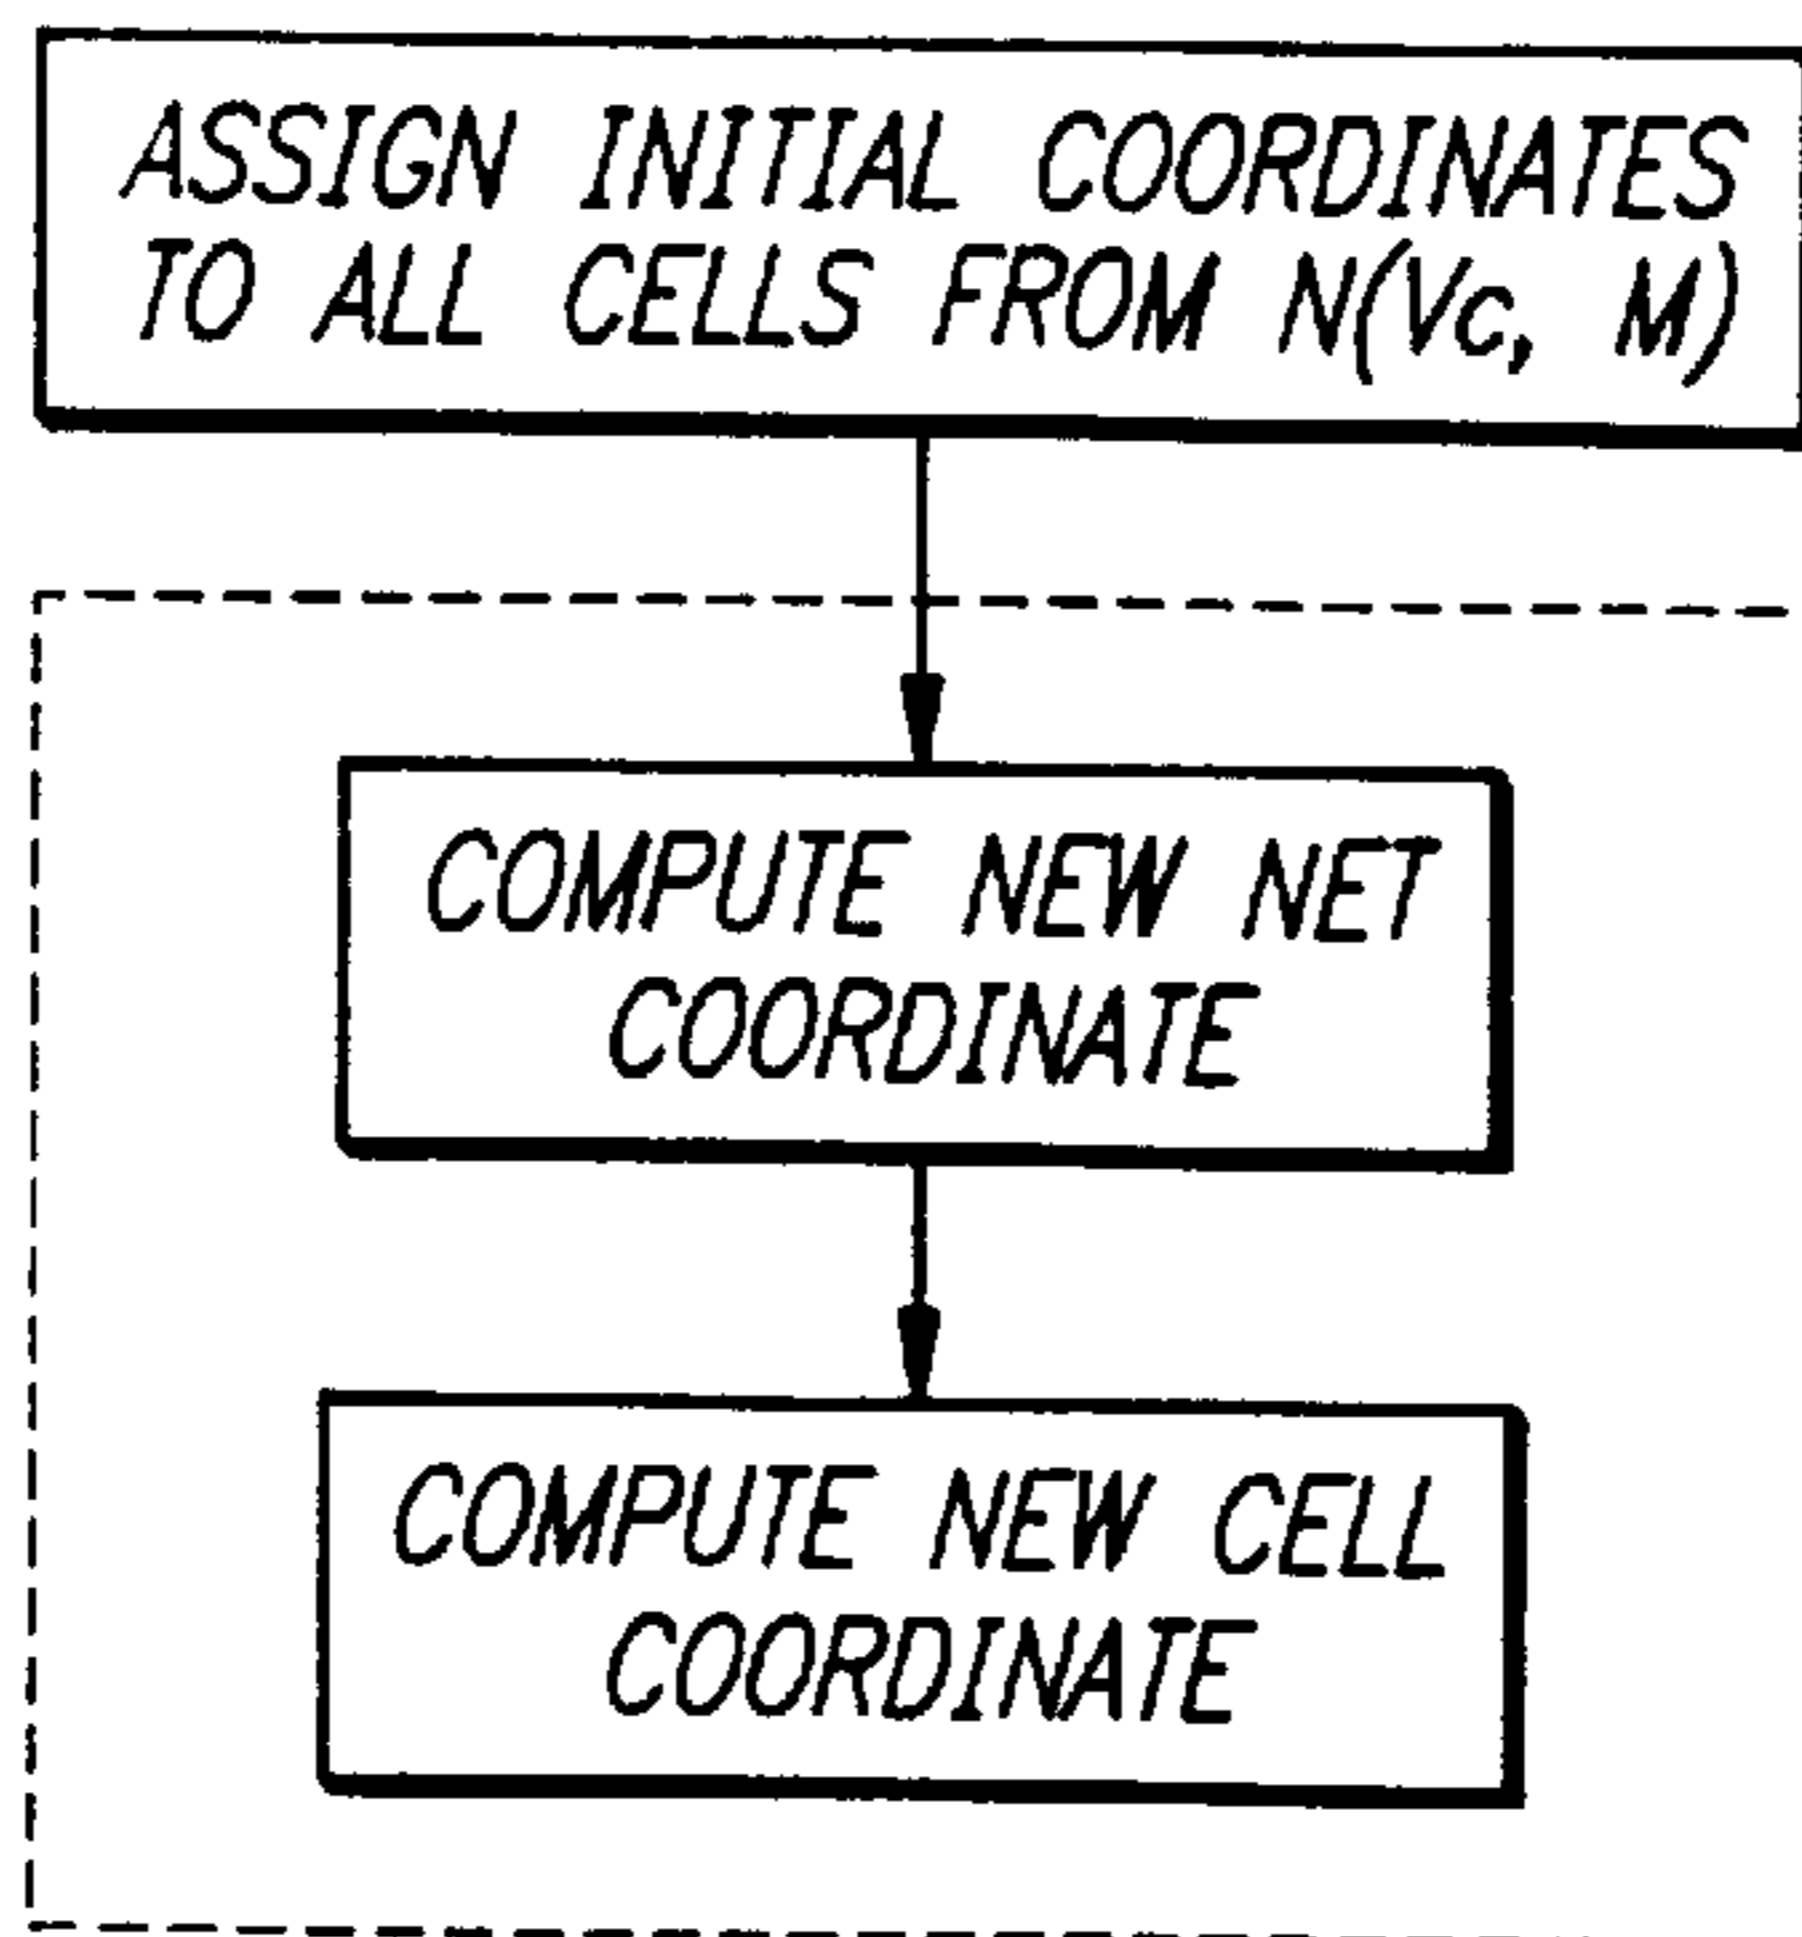 ASSIGN INITIAL COORDINATES
TO ALL CELLS FROM N(Vc, M)
COMPUTE NEW NET
COORDINATE
COMPUTE NEW CELL
COORDINATE